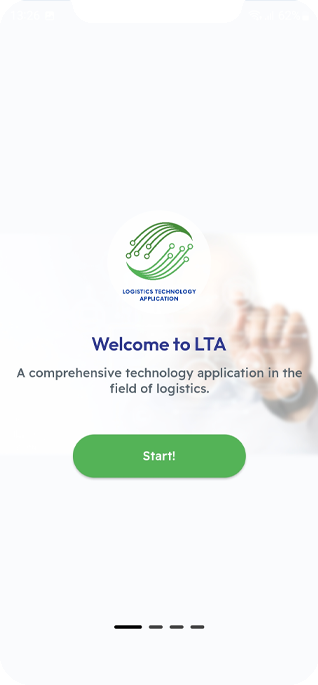 LOGISTICS TECHNOLOGY
APPLICATION
Welcome to LTA
A comprehensive technology application in the
field of logistics.
Start!